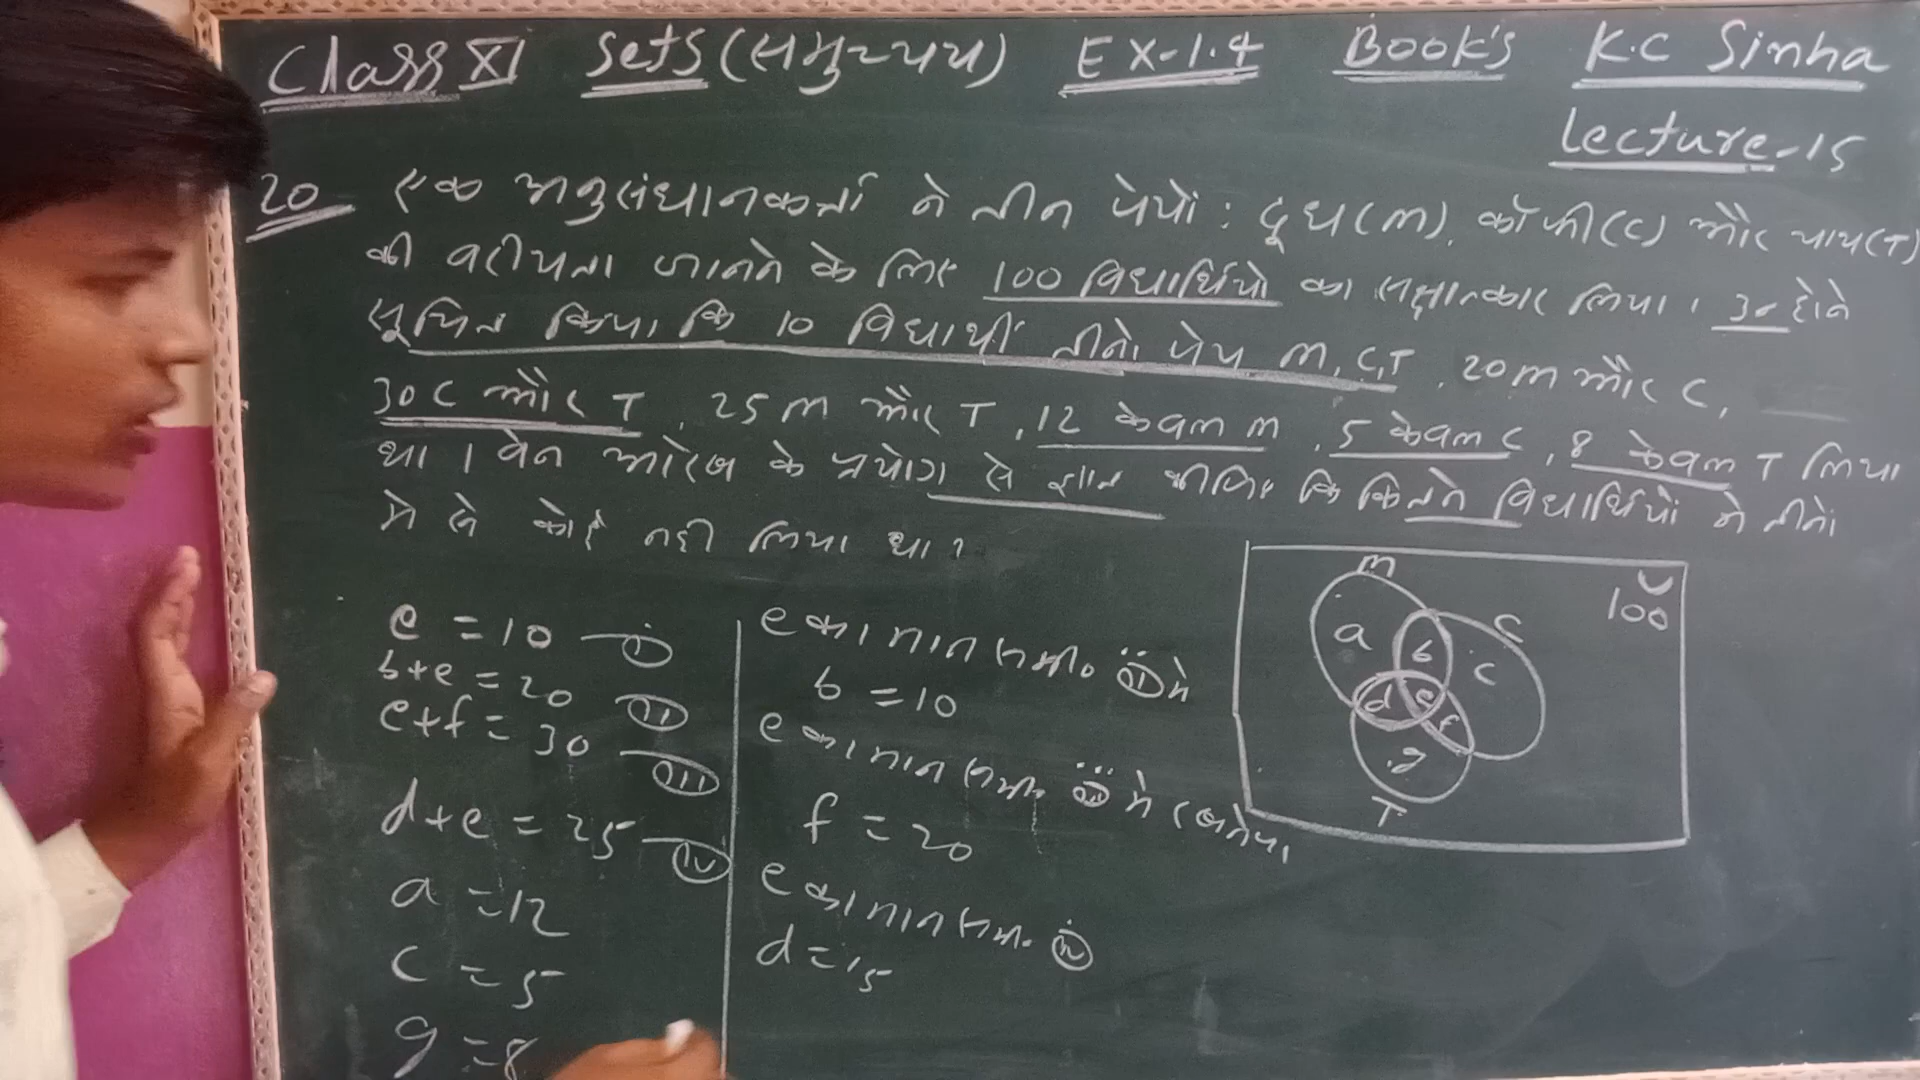 Class XI Sets (समुच्चय) EX-1.4 Book's K.C Sinha
Lecture-15
20 एक अनुसंधानकर्ता ने तीन पेयों : दूध (M), कॉफी (C) और चाय (T)
की वरीयता जानने के लिए 100 विद्यार्थियों का साक्षात्कार लिया। उन्होंने
सूचित किया कि 10 विद्यार्थी तीनों पेय M, C, T, 20 M और C,
30 C और T, 25 M और T, 12 केवल M, 5 केवल C, 8 केवल T लिया
था। वेन आरेख के प्रयोग से ज्ञात कीजिए कि कितने विद्यार्थियों ने तीनों
में से कोई नहीं लिया था?
e = 10 — (i)
b+e = 20 (ii)
e+f = 30 — (iii)
d+e = 25 — (iv)
a = 12
c = 5
g = 8
e का मान समी० (ii) में
b = 10
e का मान समी० (iii) में रखने पर
f = 20
e का मान समी० (iv)
d = 15
M
U
100
C
a
b
c
d
e
f
g
T